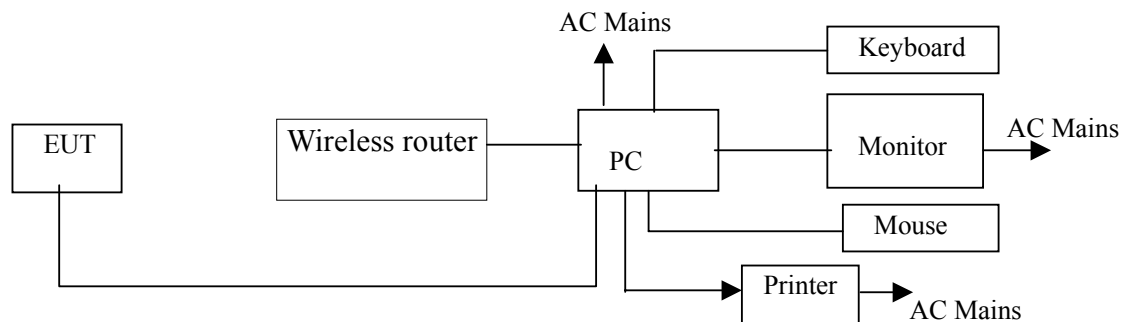 AC Mains
Keyboard
EUT
Wireless router
PC
Monitor
AC Mains
Mouse
Printer
AC Mains